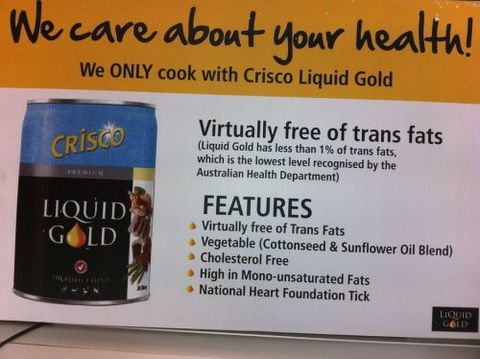 We care about your health!
We ONLY cook with Crisco Liquid Gold
Virtually free of trans fats
(Liquid Gold has less than 1% of trans fats,
which is the lowest level recognised by the
Australian Health Department)
FEATURES
Virtually free of Trans Fats
Vegetable (Cottonseed & Sunflower Oil Blend)
Cholesterol Free
High in Mono-unsaturated Fats
National Heart Foundation Tick
CRISCO
PREMIUM
LIQUID
GOLD
LIQUID
GOLD